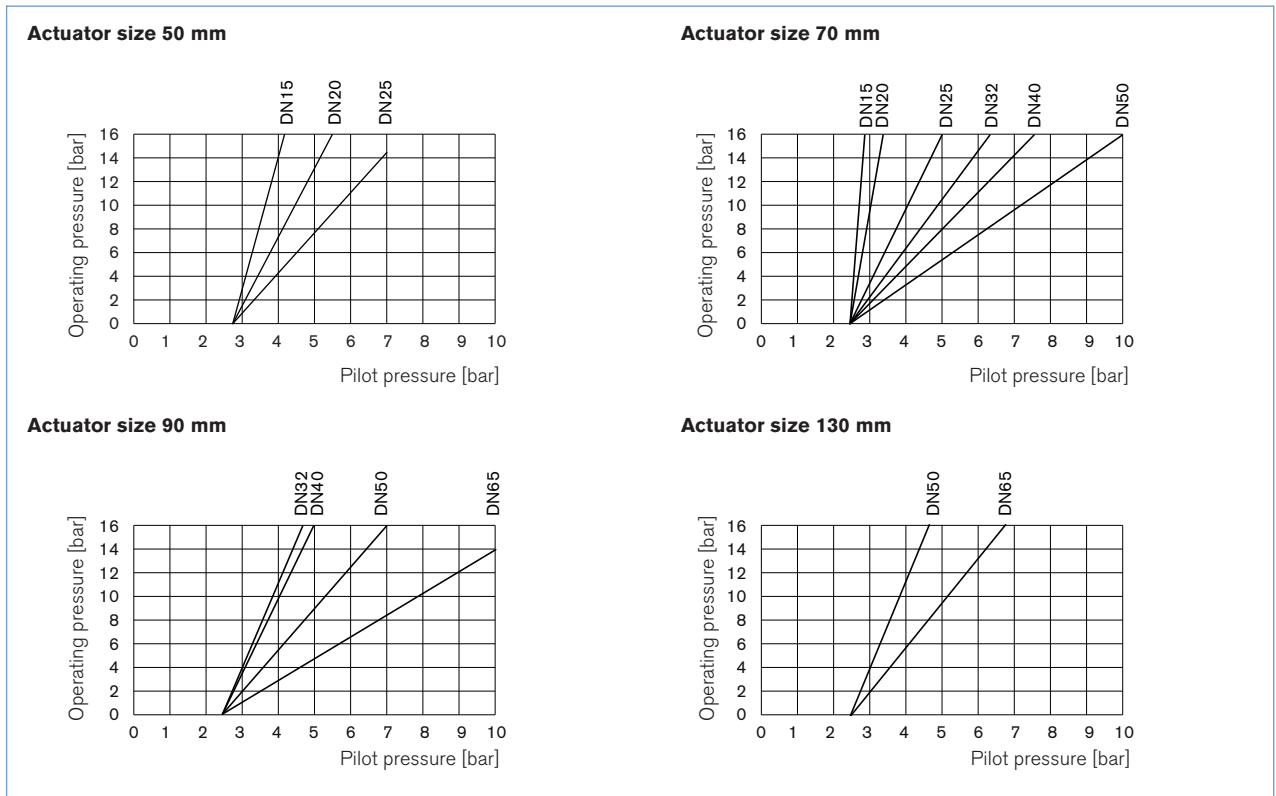 Actuator size 50 mm
DN15 DN20 DN25
Operating pressure [bar]
16
14
12
10
8
6
4
2
0
0 1 2 3 4 5 6 7 8 9 10
Pilot pressure [bar]
Actuator size 70 mm
DN15 DN20 DN25 DN32 DN40 DN50
Operating pressure [bar]
16
14
12
10
8
6
4
2
0
0 1 2 3 4 5 6 7 8 9 10
Pilot pressure [bar]
Actuator size 90 mm
DN32 DN40 DN50 DN65
Operating pressure [bar]
16
14
12
10
8
6
4
2
0
0 1 2 3 4 5 6 7 8 9 10
Pilot pressure [bar]
Actuator size 130 mm
DN50 DN65
Operating pressure [bar]
16
14
12
10
8
6
4
2
0
0 1 2 3 4 5 6 7 8 9 10
Pilot pressure [bar]